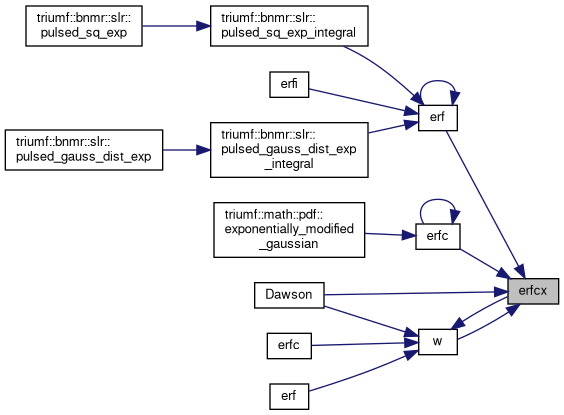 triumf::bnmr::slr::
pulsed_sq_exp
triumf::bnmr::slr::
pulsed_sq_exp_integral
erfi
erf
triumf::bnmr::slr::
pulsed_gauss_dist_exp
triumf::bnmr::slr::
pulsed_gauss_dist_exp
_integral
triumf::math::pdf::
exponentially_modified
_gaussian
erfc
erfcx
Dawson
w
erfc
erf